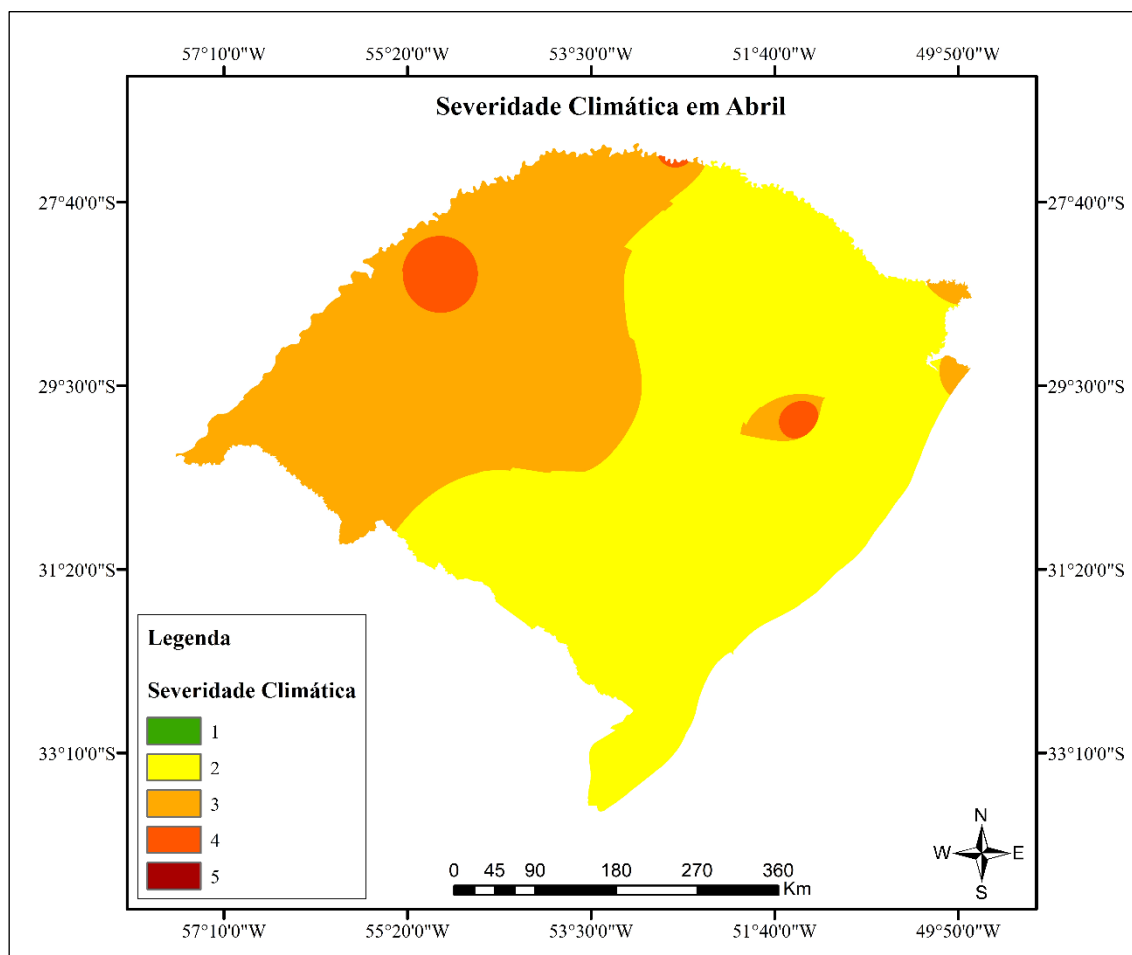 57°10'0"W 55°20'0"W 53°30'0"W 51°40'0"W 49°50'0"W
Severidade Climática em Abril
27°40'0"S 27°40'0"S
29°30'0"S 29°30'0"S
31°20'0"S 31°20'0"S
33°10'0"S 33°10'0"S
Legenda
Severidade Climática
1
2
3
4
5
N
W E
S
0 45 90 180 270 360
Km
57°10'0"W 55°20'0"W 53°30'0"W 51°40'0"W 49°50'0"W